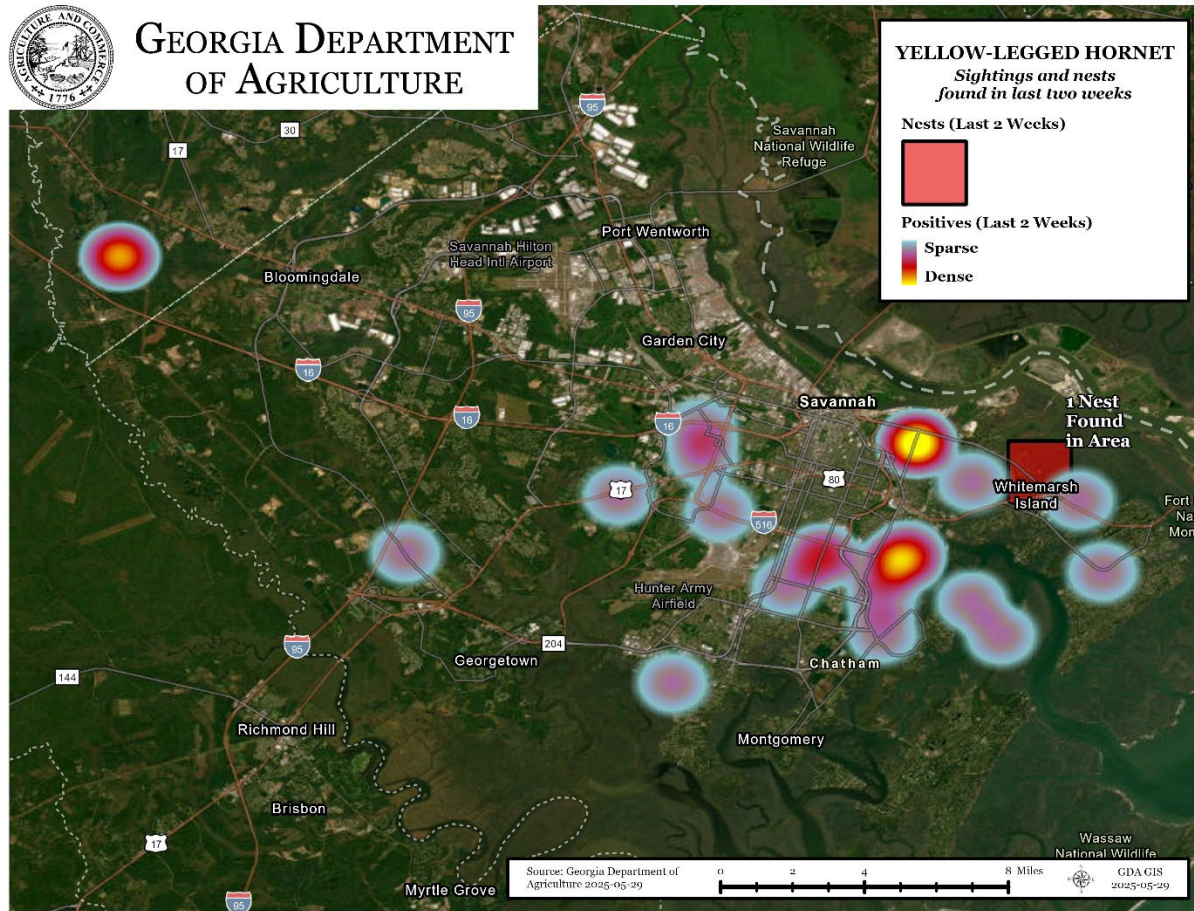 AGRICULTURE AND COMMERCE
1776
GEORGIA DEPARTMENT
OF AGRICULTURE
YELLOW-LEGGED HORNET
Sightings and nests
found in last two weeks
Nests (Last 2 Weeks)
Positives (Last 2 Weeks)
Sparse
Dense
95
30
17
Savannah
National Wildlife
Refuge
Port Wentworth
Savannah Hilton
Head Intl Airport
Bloomingdale
95
Garden City
16
Savannah
1 Nest
Found
in Area
16
16
80
17
Whitemarsh
Island
Fort
Na
Mon
516
Hunter Army
Airfield
204
Georgetown
95
Chatham
144
Richmond Hill
Montgomery
Brisbon
17
Wassaw
National Wildlife
Myrtle Grove
95
Source: Georgia Department of
Agriculture 2025-05-29
0 2 4 8 Miles
GDA GIS
2025-05-29